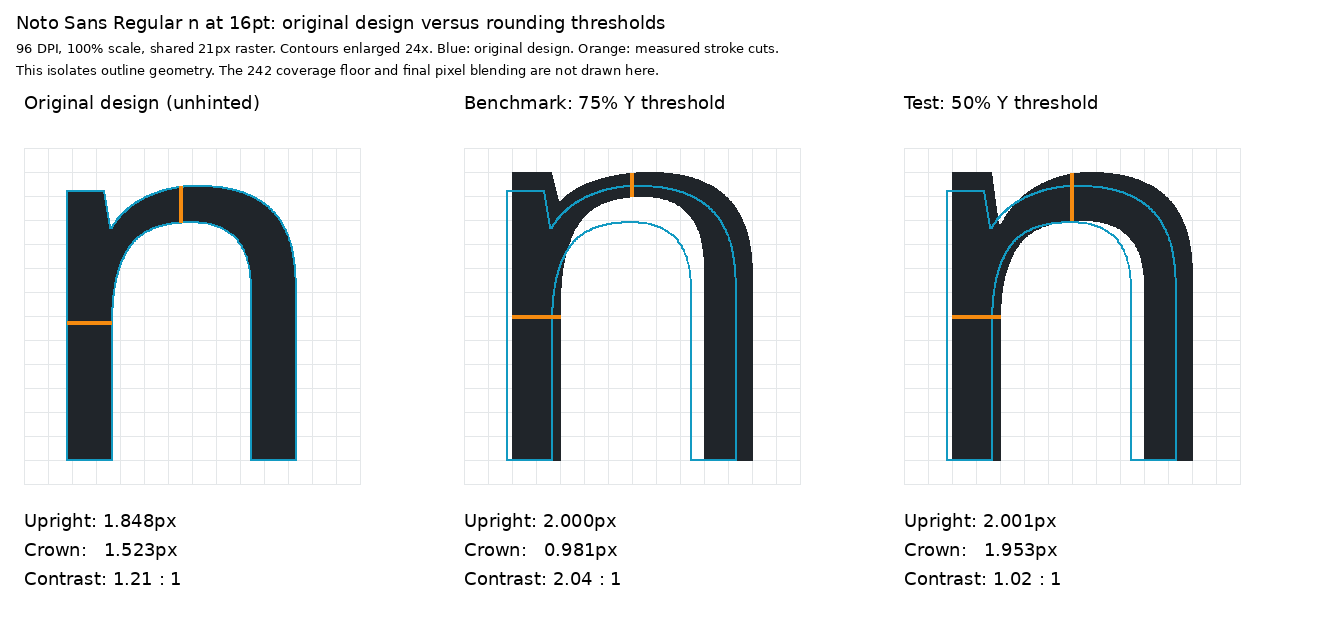 Noto Sans Regular n at 16pt: original design versus rounding thresholds
96 DPI, 100% scale, shared 21px raster. Contours enlarged 24x. Blue: original design. Orange: measured stroke cuts.
This isolates outline geometry. The 242 coverage floor and final pixel blending are not drawn here.
Original design (unhinted)
Benchmark: 75% Y threshold
Test: 50% Y threshold
n
n
n
Upright: 1.848px
Crown: 1.523px
Contrast: 1.21 : 1
Upright: 2.000px
Crown: 0.981px
Contrast: 2.04 : 1
Upright: 2.001px
Crown: 1.953px
Contrast: 1.02 : 1